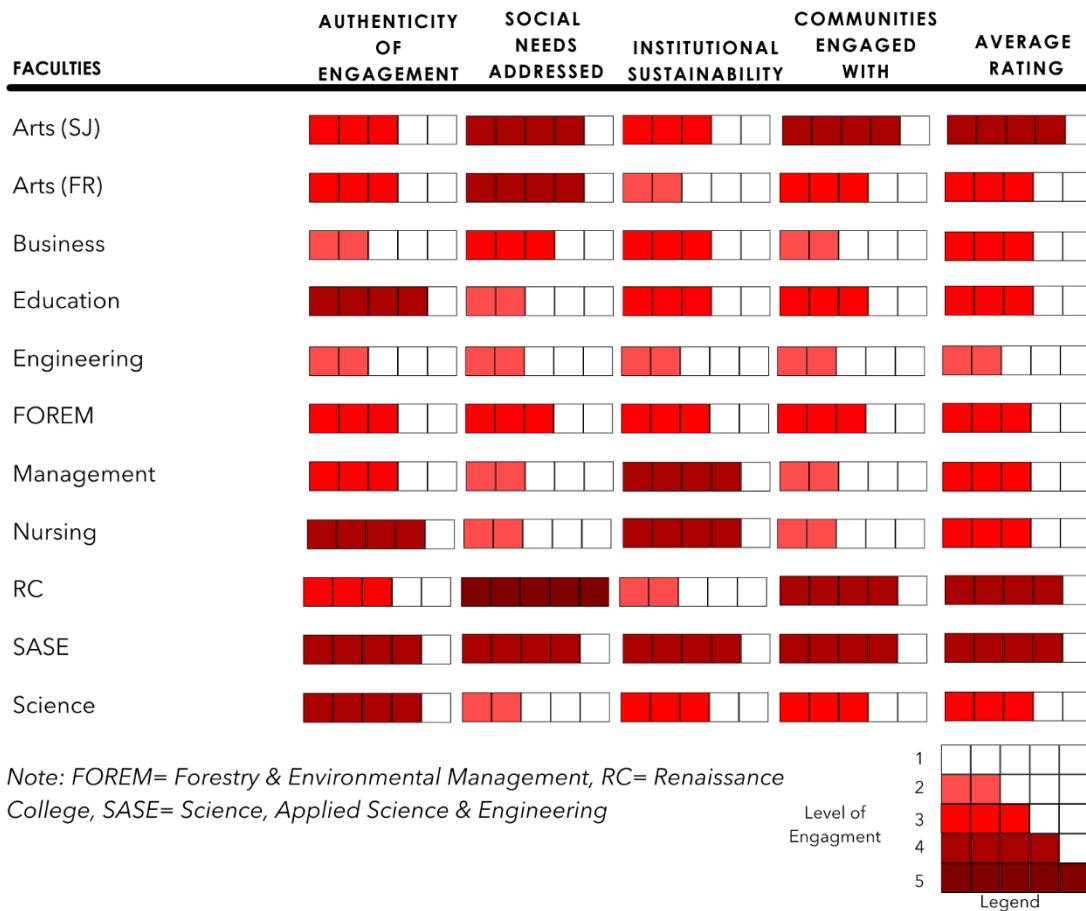 FACULTIES
AUTHENTICITY
OF
ENGAGEMENT
SOCIAL
NEEDS
ADDRESSED
INSTITUTIONAL
SUSTAINABILITY
COMMUNITIES
ENGAGED
WITH
AVERAGE
RATING
Arts (SJ)
Arts (FR)
Business
Education
Engineering
FOREM
Management
Nursing
RC
SASE
Science
Note: FOREM= Forestry & Environmental Management, RC= Renaissance
College, SASE= Science, Applied Science & Engineering
Level of
Engagment
1
2
3
4
5
Legend